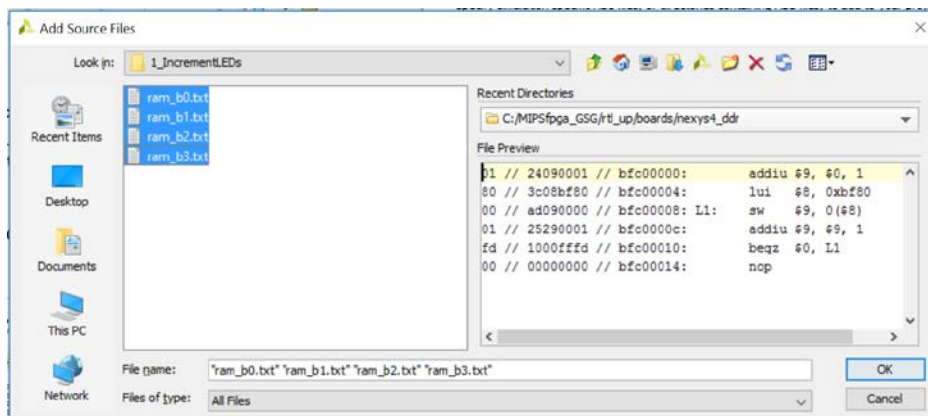 Add Source Files
Look in: 1_IncrementLEDs
Recent Items
Desktop
Documents
This PC
Network
ram_b0.txt
ram_b1.txt
ram_b2.txt
ram_b3.txt
Recent Directories
C:/MIPSfpga_GSG/rtl_up/boards/nexys4_ddr
File Preview
01 // 24090001 // bfc00000: addiu $9, $0, 1
80 // 3c08bf80 // bfc00004: lui $8, 0xbf80
00 // ad090000 // bfc00008: L1: sw $9, 0($8)
01 // 25290001 // bfc0000c: addiu $9, $9, 1
fd // 1000fffd // bfc00010: beqz $0, L1
00 // 00000000 // bfc00014: nop
File name: "ram_b0.txt" "ram_b1.txt" "ram_b2.txt" "ram_b3.txt"
OK
Files of type: All Files
Cancel